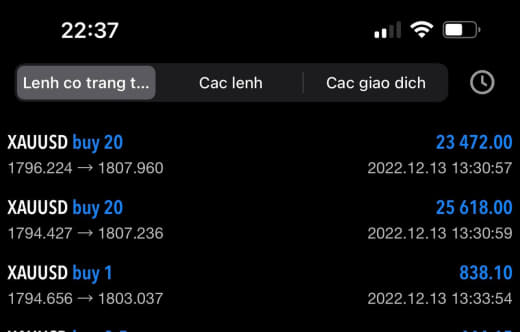 22:37
Lenh co trang t... Cac lenh Cac giao dich
XAUUSD buy 20 23 472.00
1796.224 → 1807.960 2022.12.13 13:30:57
XAUUSD buy 20 25 618.00
1794.427 → 1807.236 2022.12.13 13:30:59
XAUUSD buy 1 838.10
1794.656 → 1803.037 2022.12.13 13:33:54